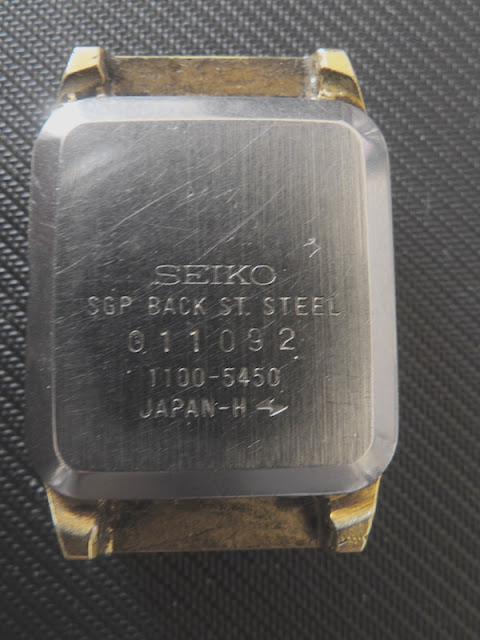 SEIKO
SGP BACK ST. STEEL
011092
1100-5450
JAPAN-H